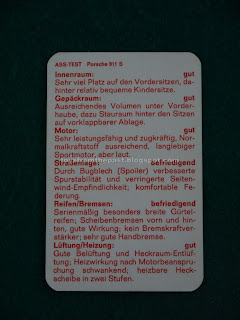 ASS-TEST Porsche 911 S
Innenraum: gut
Sehr viel Platz auf den Vordersitzen, da-
hinter relativ bequeme Kindersitze.
Gepäckraum: gut
Ausreichendes Volumen unter Vorder-
haube, dazu Stauraum hinter den Sitzen
auf vorklappbarer Ablage.
Motor: gut
Sehr leistungsfähig und zugkräftig, Nor-
malkraftstoff ausreichend, langlebiger
Sportmotor, aber laut.
Straßenlage: befriedigend
Durch Bugblech (Spoiler) verbesserte
Spurstabilität und verringerte Seiten-
wind-Empfindlichkeit; komfortable Fe-
derung.
Reifen/Bremsen: befriedigend
Serienmäßig besonders breite Gürtel-
reifen; Scheibenbremsen vorn und hin-
ten, gute Wirkung; kein Bremskraftver-
stärker; sehr gute Handbremse.
Lüftung/Heizung: gut
Gute Belüftung und Heckraum-Entlüf-
tung; Heizwirkung nach Motorbeanspru-
chung schwankend; heizbare Heck-
scheibe in zwei Stufen.